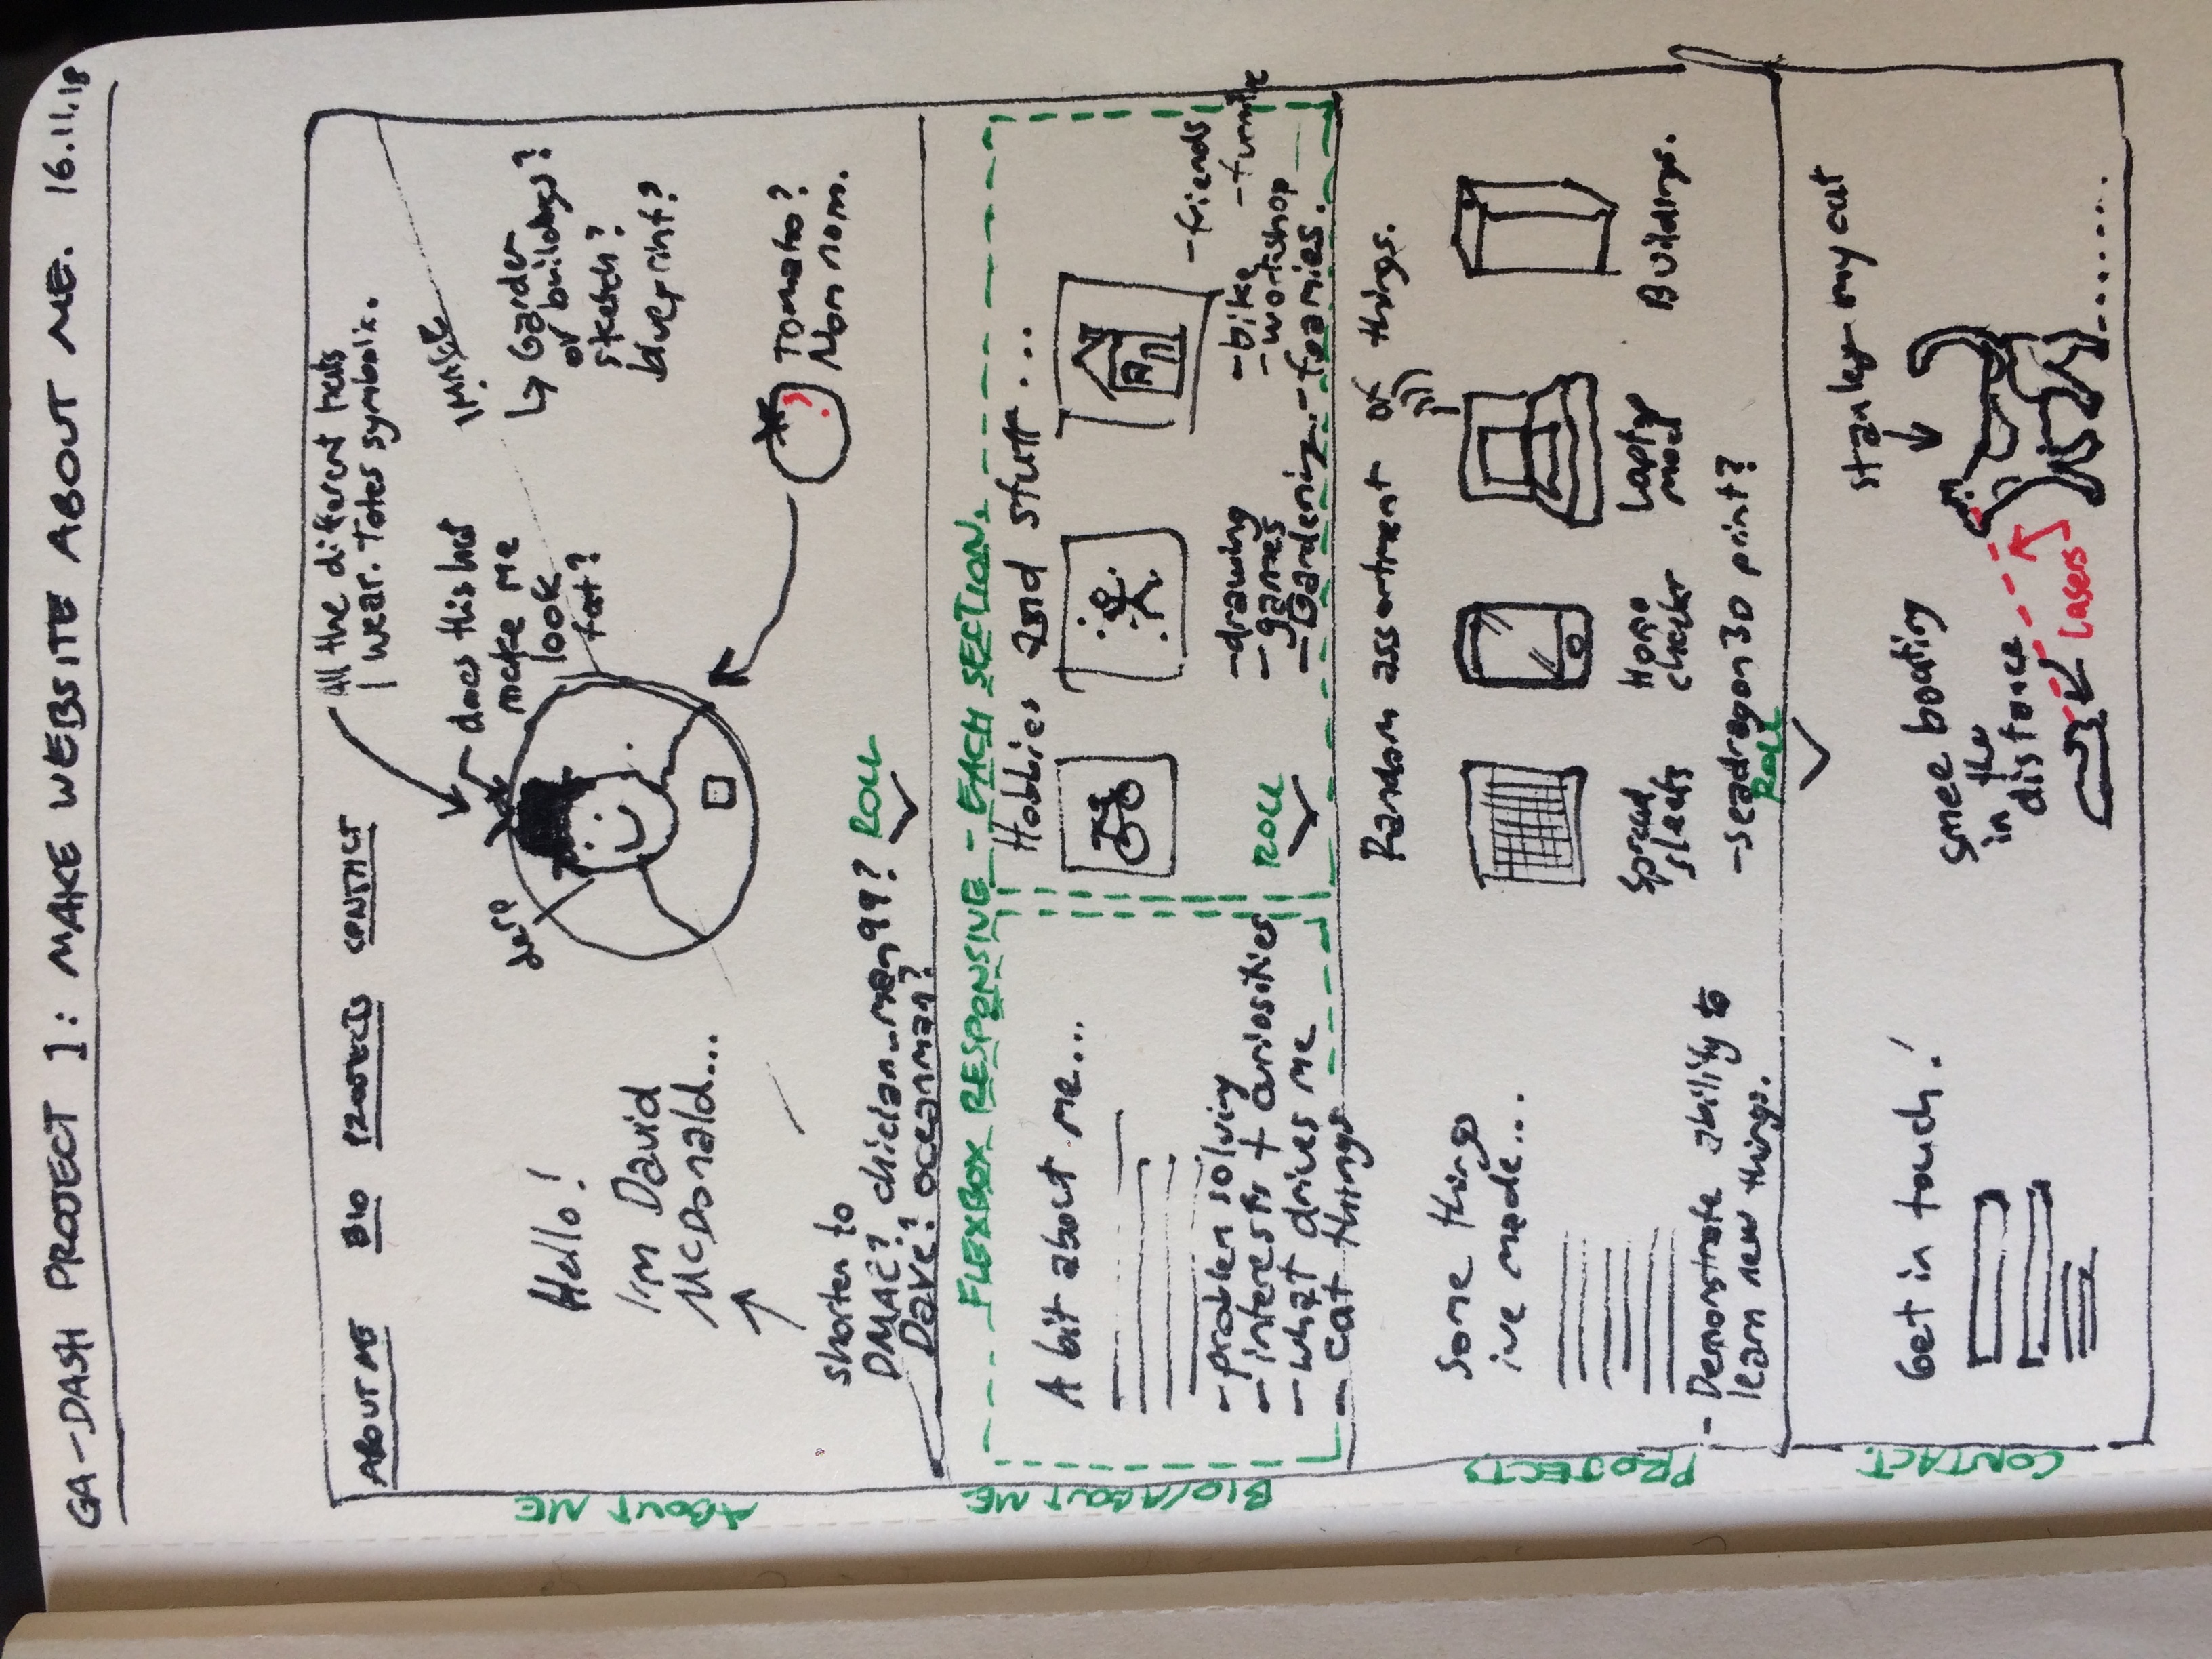 GA-DASH PROJECT 1: MAKE WEBSITE ABOUT ME. 16.11.18
ABOUT ME BIO PROJECTS CONTACT
All the different hats
I wear. Totes symbolic.
ABOUT ME
Hello!
I'm David
McDonald...
derp
does this hat
make me
look
fat?
IMAGE
Garden
or buildings?
sketch?
blueprint?
Tomato?
Nom nom.
shorten to
DMAC? man99?
Dave? oceanman?
ROLL
BIO/ABOUT ME
FLEXBOX RESPONSIVE - EACH SECTION.
A bit about me...
- problem solving
- interests + curiosities
- what drives me
- cat things
Hobbies and stuff...
ROLL
- drawing
- games
- Gardening.
- bike
- workshop
- foamies.
- friends
- furniture
PROJECTS
Some things
ive made...
- Demonstrate ability to
learn new things.
Random assortment of things.
Spread
sheets
Home
checkr
Laptop
mod
Buildings.
- seadragon 3D print?
ROLL
CONTACT.
Get in touch!
smee boating
in the
distance
stanley my cat
Lasers